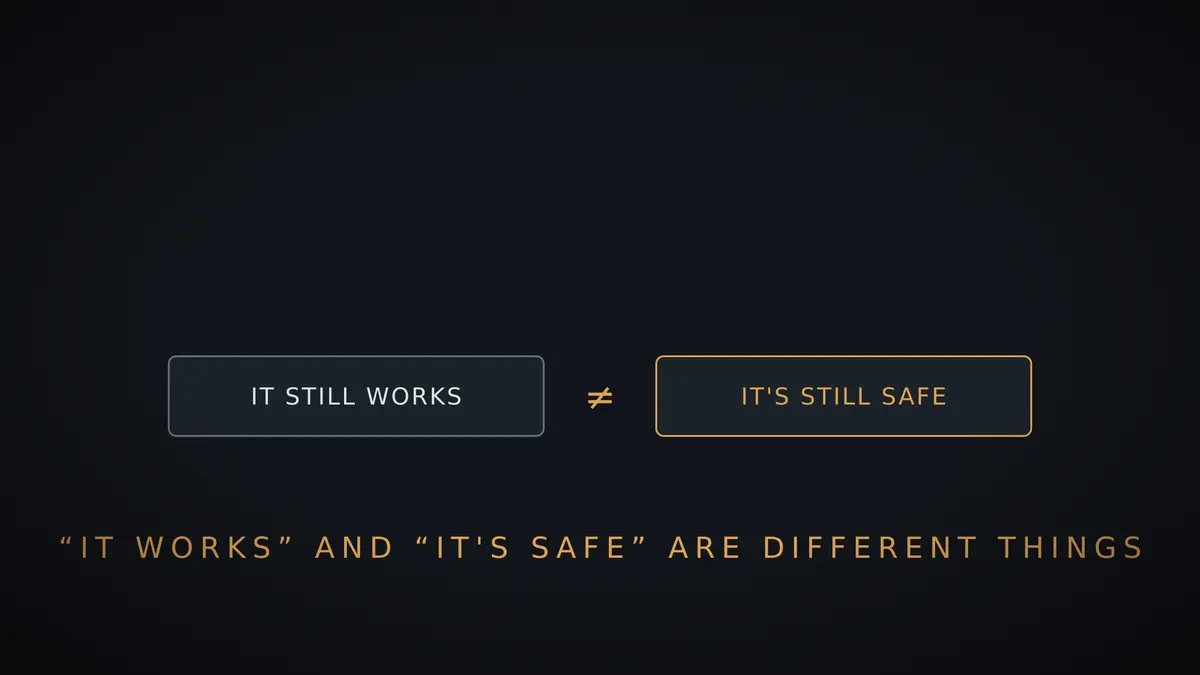 IT STILL WORKS ≠ IT'S STILL SAFE
“IT WORKS” AND “IT'S SAFE” ARE DIFFERENT THINGS